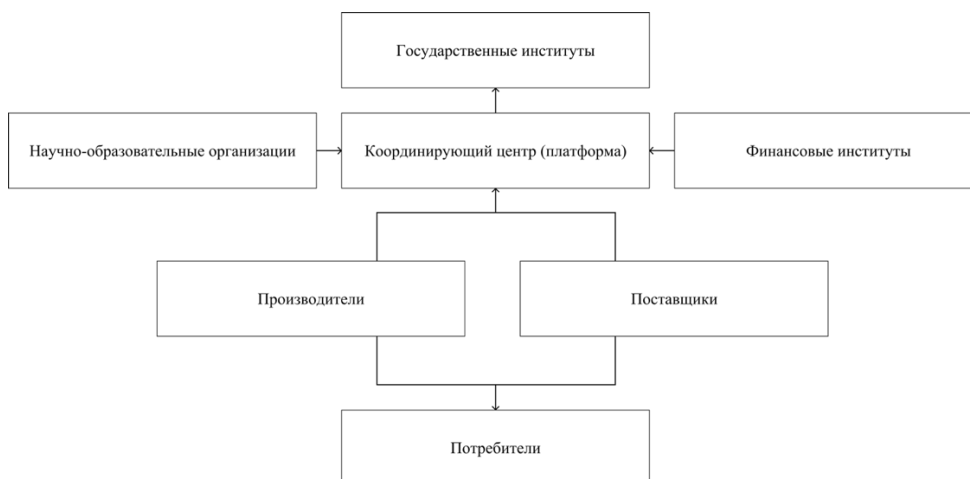 Государственные институты
Научно-образовательные организации
Координирующий центр (платформа)
Финансовые институты
Производители
Поставщики
Потребители